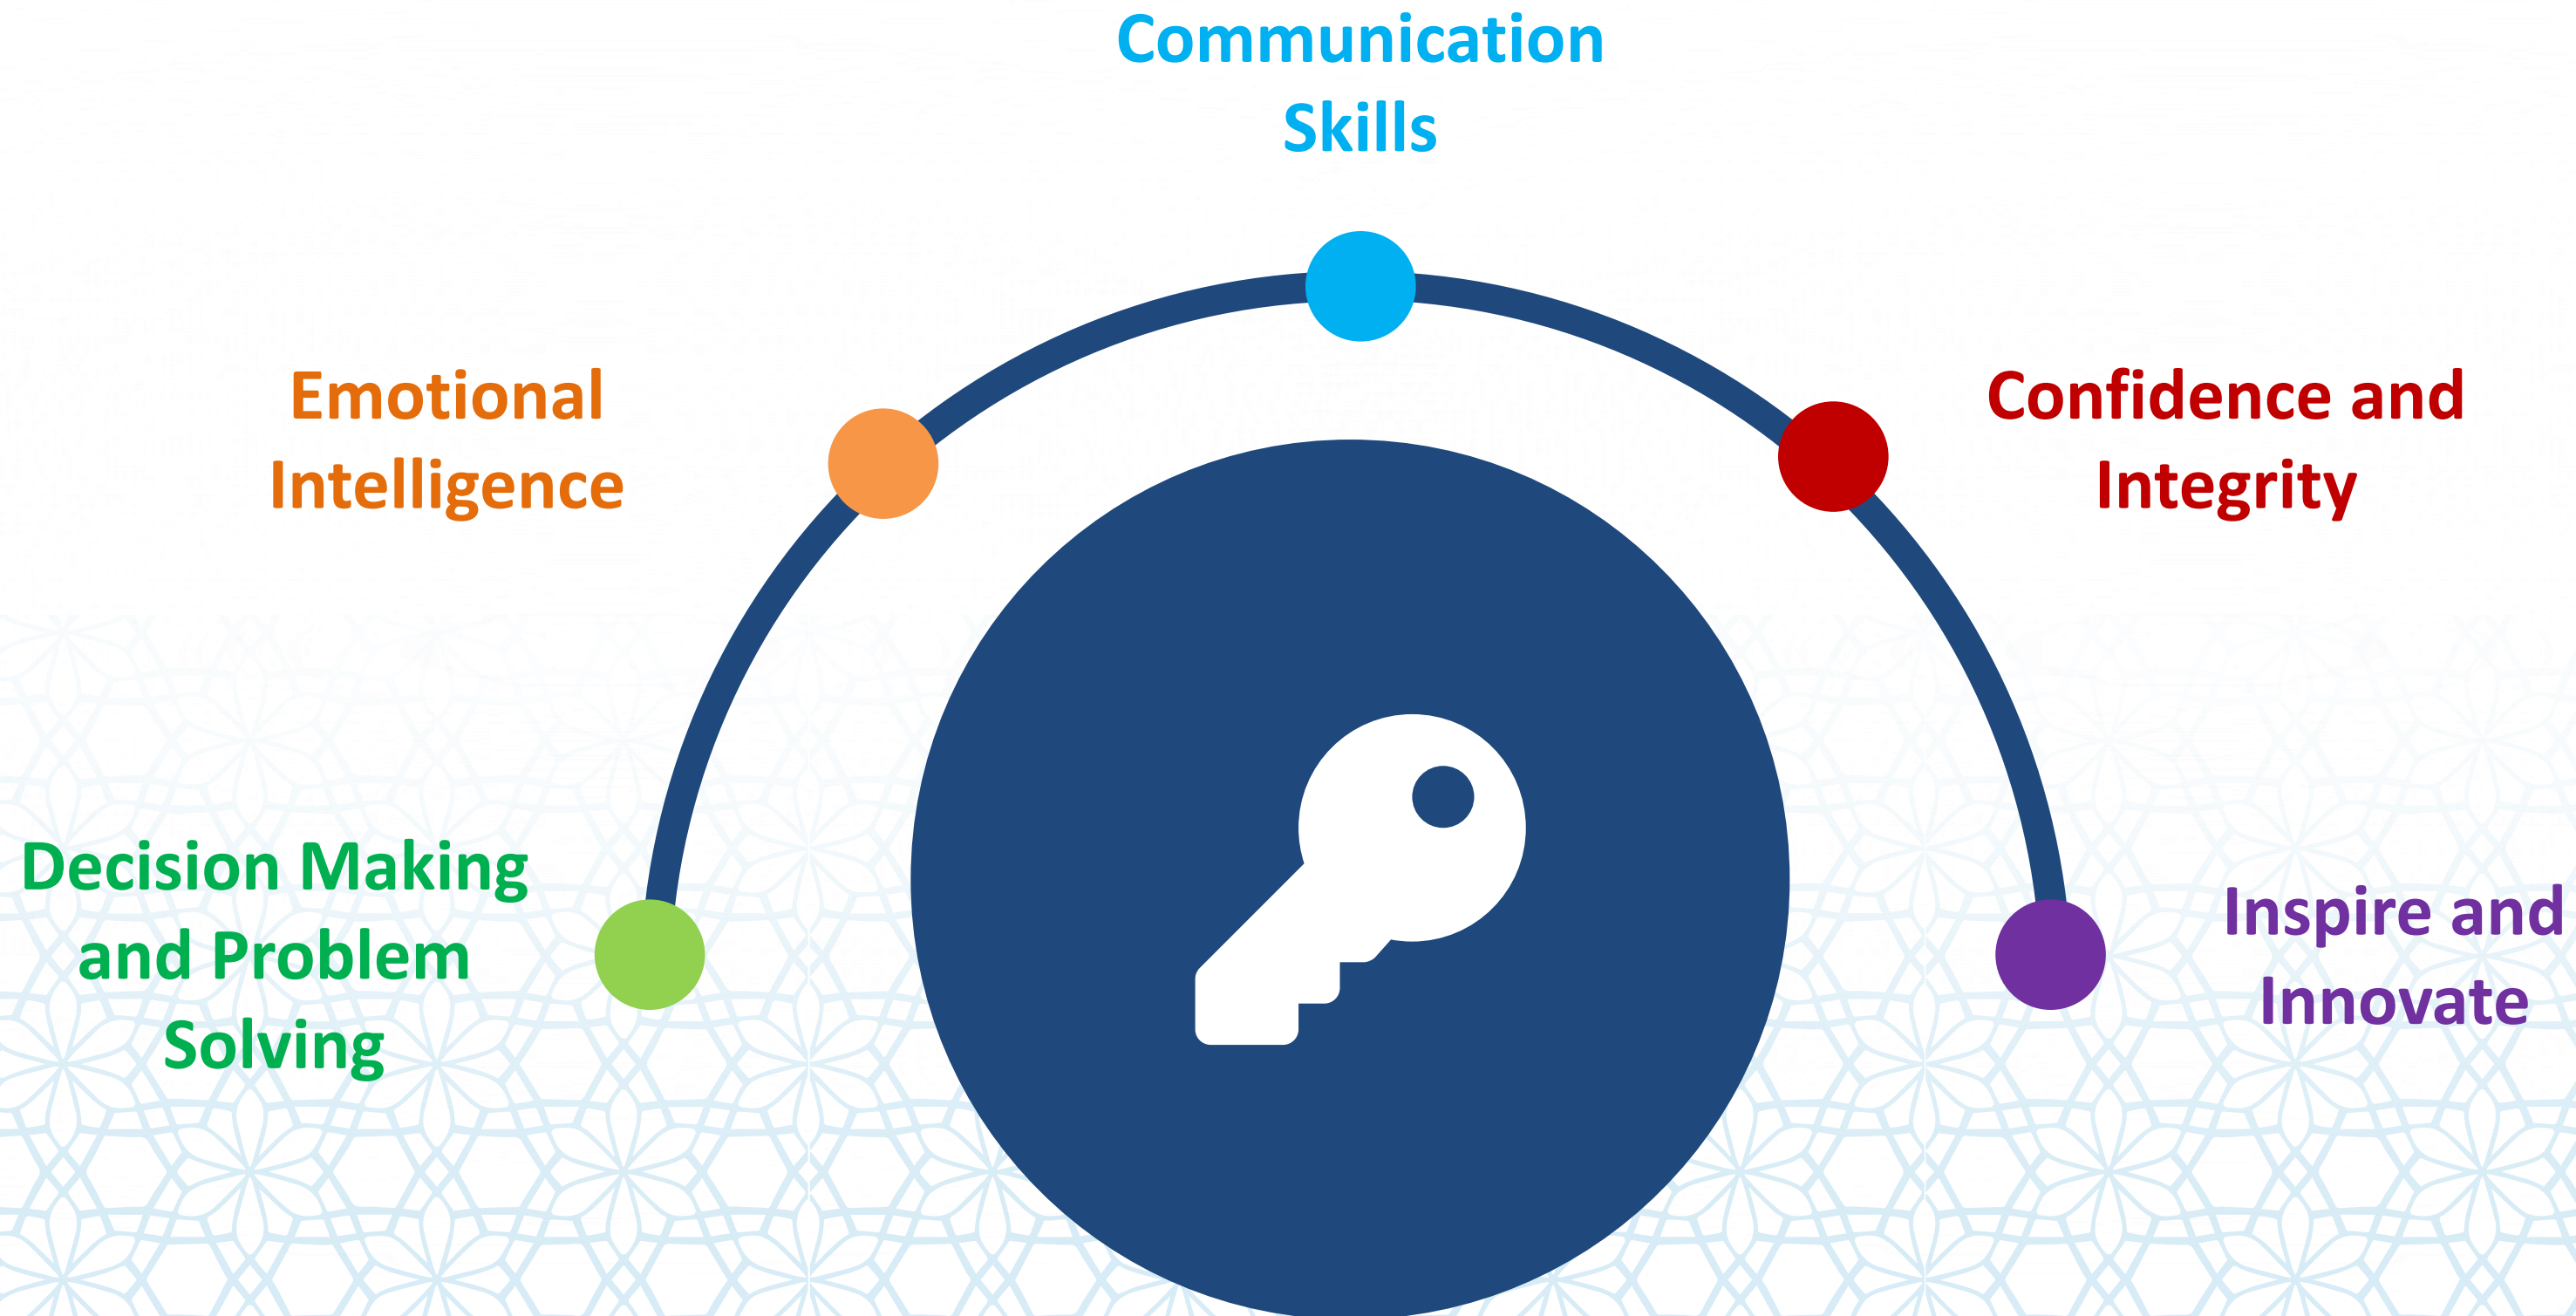 Communication
Skills
Emotional
Intelligence
Confidence and
Integrity
Decision Making
and Problem
Solving
Inspire and
Innovate